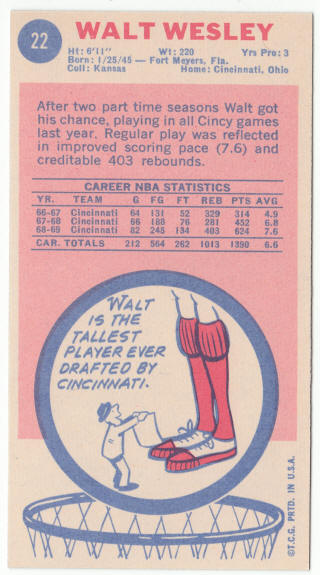 22
WALT WESLEY
Ht: 6'11" Wt: 220 Yrs Pro: 3
Born: 1/25/45 — Fort Meyers, Fla.
Coll: Kansas Home: Cincinnati, Ohio
After two part time seasons Walt got
his chance, playing in all Cincy games
last year. Regular play was reflected
in improved scoring pace (7.6) and
creditable 403 rebounds.
CAREER NBA STATISTICS
YR. TEAM G FG FT REB PTS AVG
66-67 Cincinnati 64 131 52 329 314 4.9
67-68 Cincinnati 66 188 76 281 452 6.8
68-69 Cincinnati 82 245 134 403 624 7.6
CAR. TOTALS 212 564 262 1013 1390 6.6
WALT
IS THE
TALLEST
PLAYER EVER
DRAFTED BY
CINCINNATI.
©T.C.G. PRTD. IN U.S.A.